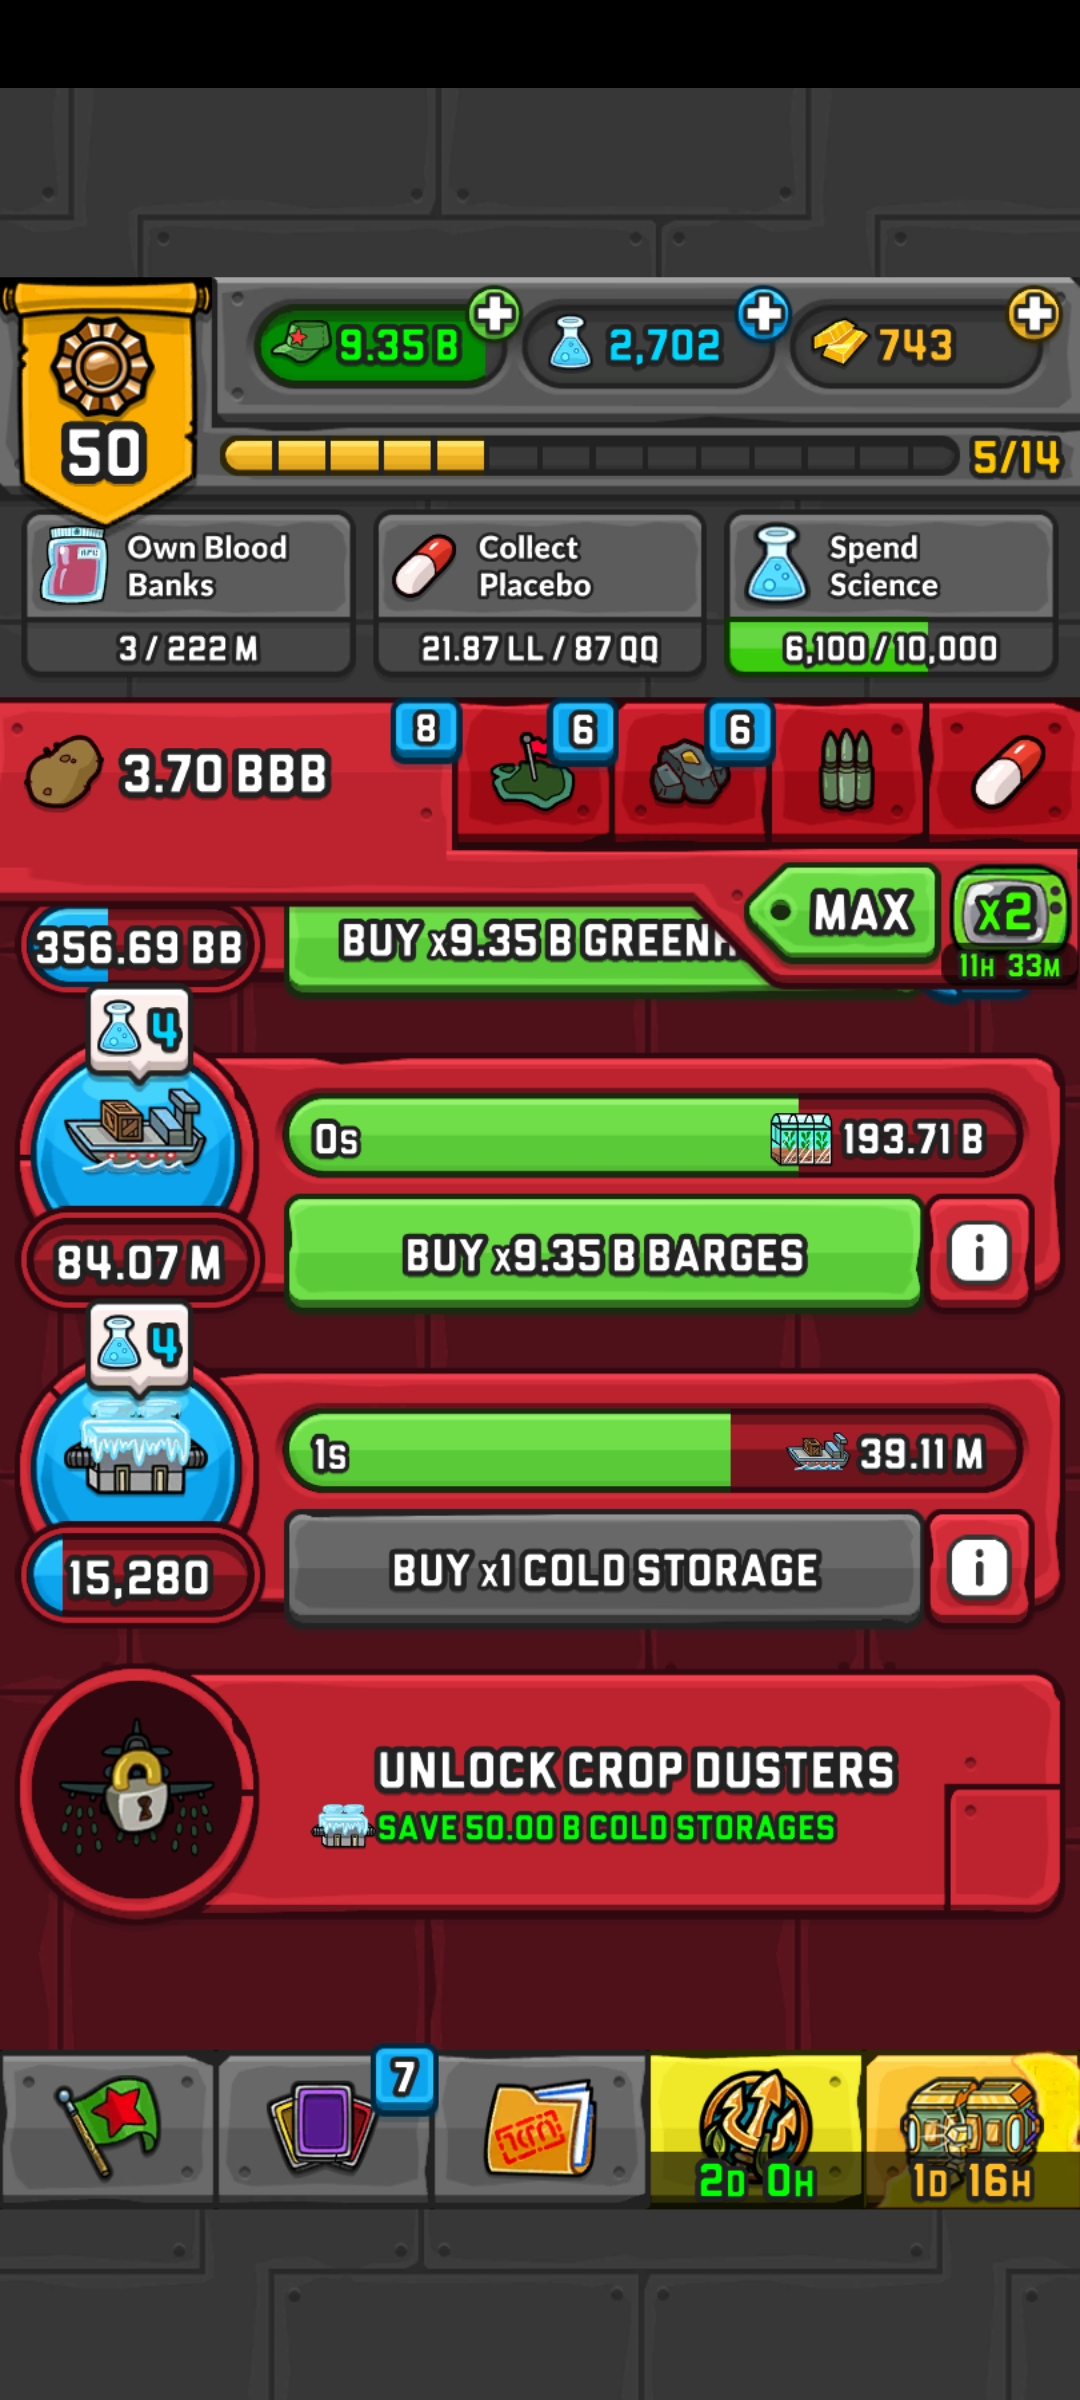 9.35 B
2,702
743
50
5/14
Own Blood
Banks
3 / 222 M
Collect
Placebo
21.87 LL / 87 QQ
Spend
Science
6,100 / 10,000
3.70 BBB
8
6
6
MAX
x2
11H 33M
356.69 BB
BUY x9.35 B
4
0s
193.71 B
84.07 M
BUY x9.35 B BARGES
i
4
1s
39.11 M
15,280
BUY x1 COLD STORAGE
i
UNLOCK CROP DUSTERS
SAVE 50.00 B COLD STORAGES
7
2D 0H
1D 16H